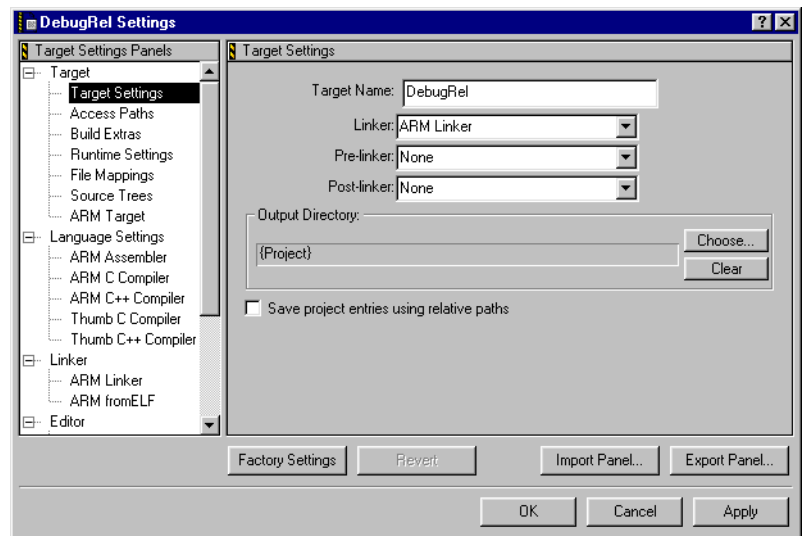 DebugRel Settings
Target Settings Panels
Target
Target Settings
Access Paths
Build Extras
Runtime Settings
File Mappings
Source Trees
ARM Target
Language Settings
ARM Assembler
ARM C Compiler
ARM C++ Compiler
Thumb C Compiler
Thumb C++ Compiler
Linker
ARM Linker
ARM fromELF
Editor
Target Settings
Target Name: DebugRel
Linker: ARM Linker
Pre-linker: None
Post-linker: None
Output Directory:
{Project}
Choose...
Clear
Save project entries using relative paths
Factory Settings Revert Import Panel... Export Panel...
OK Cancel Apply